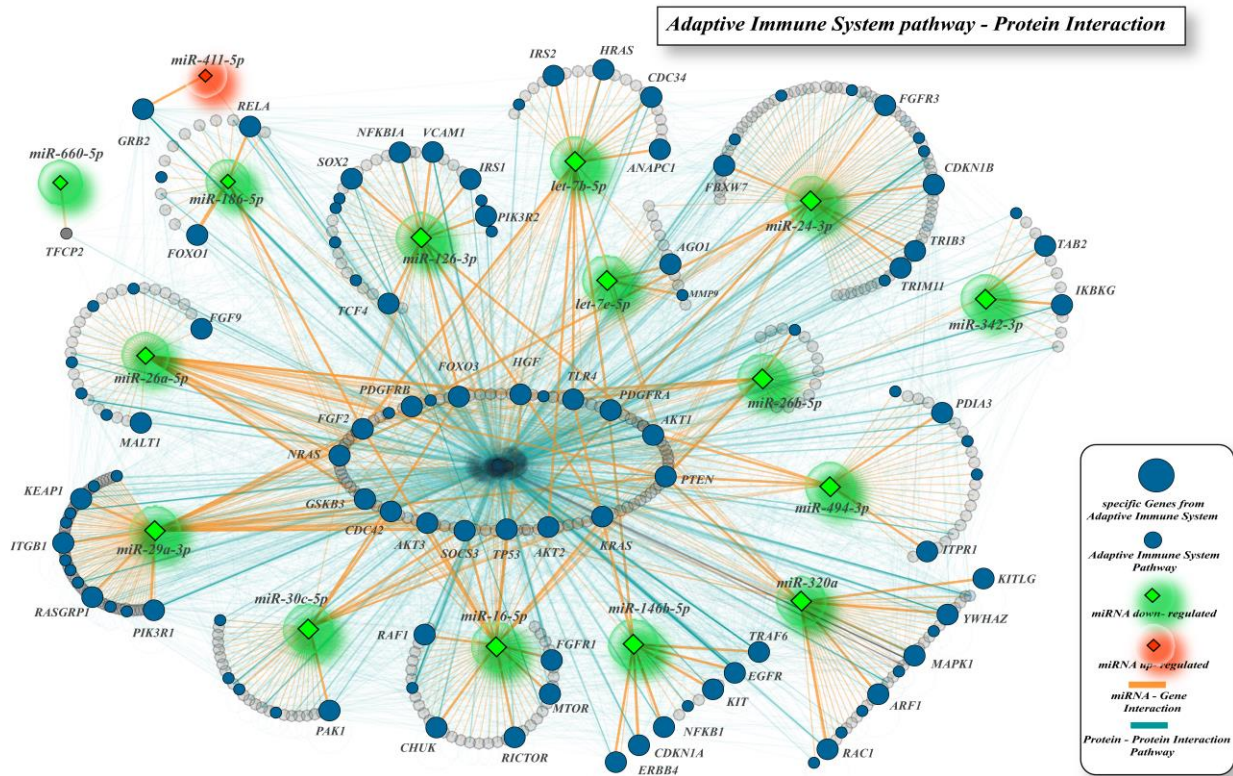 Adaptive Immune System pathway - Protein Interaction
miR-411-5p
IRS2
HRAS
CDC34
RELA
GRB2
NFKBIA
VCAM1
FGFR3
miR-660-5p
SOX2
IRS1
ANAPC1
CDKN1B
let-7b-5p
FBXW7
miR-186-5p
miR-24-3p
PIK3R2
TFCP2
FOXO1
miR-126-3p
AGO1
TRIB3
TAB2
TRIM11
IKBKG
MMP9
TCF4
let-7e-5p
miR-342-3p
FGF9
miR-26a-5p
FOXO3
HGF
TLR4
miR-26b-5p
PDGFRB
PDGFRA
PDIA3
FGF2
AKT1
MALT1
NRAS
PTEN
KEAP1
GSKB3
miR-494-3p
CDC42
ITGB1
miR-29a-3p
AKT3
SOCS3
TP53
AKT2
KRAS
ITPR1
miR-320a
KITLG
miR-30c-5p
miR-16-5p
miR-146b-5p
RASGRP1
PIK3R1
RAF1
YWHAZ
TRAF6
FGFR1
EGFR
MAPK1
KIT
MTOR
ARF1
PAK1
NFKB1
CHUK
RICTOR
CDKN1A
RAC1
ERBB4
specific Genes from
Adaptive Immune System
Adaptive Immune System
Pathway
miRNA down- regulated
miRNA up- regulated
miRNA - Gene
Interaction
Protein - Protein Interaction
Pathway